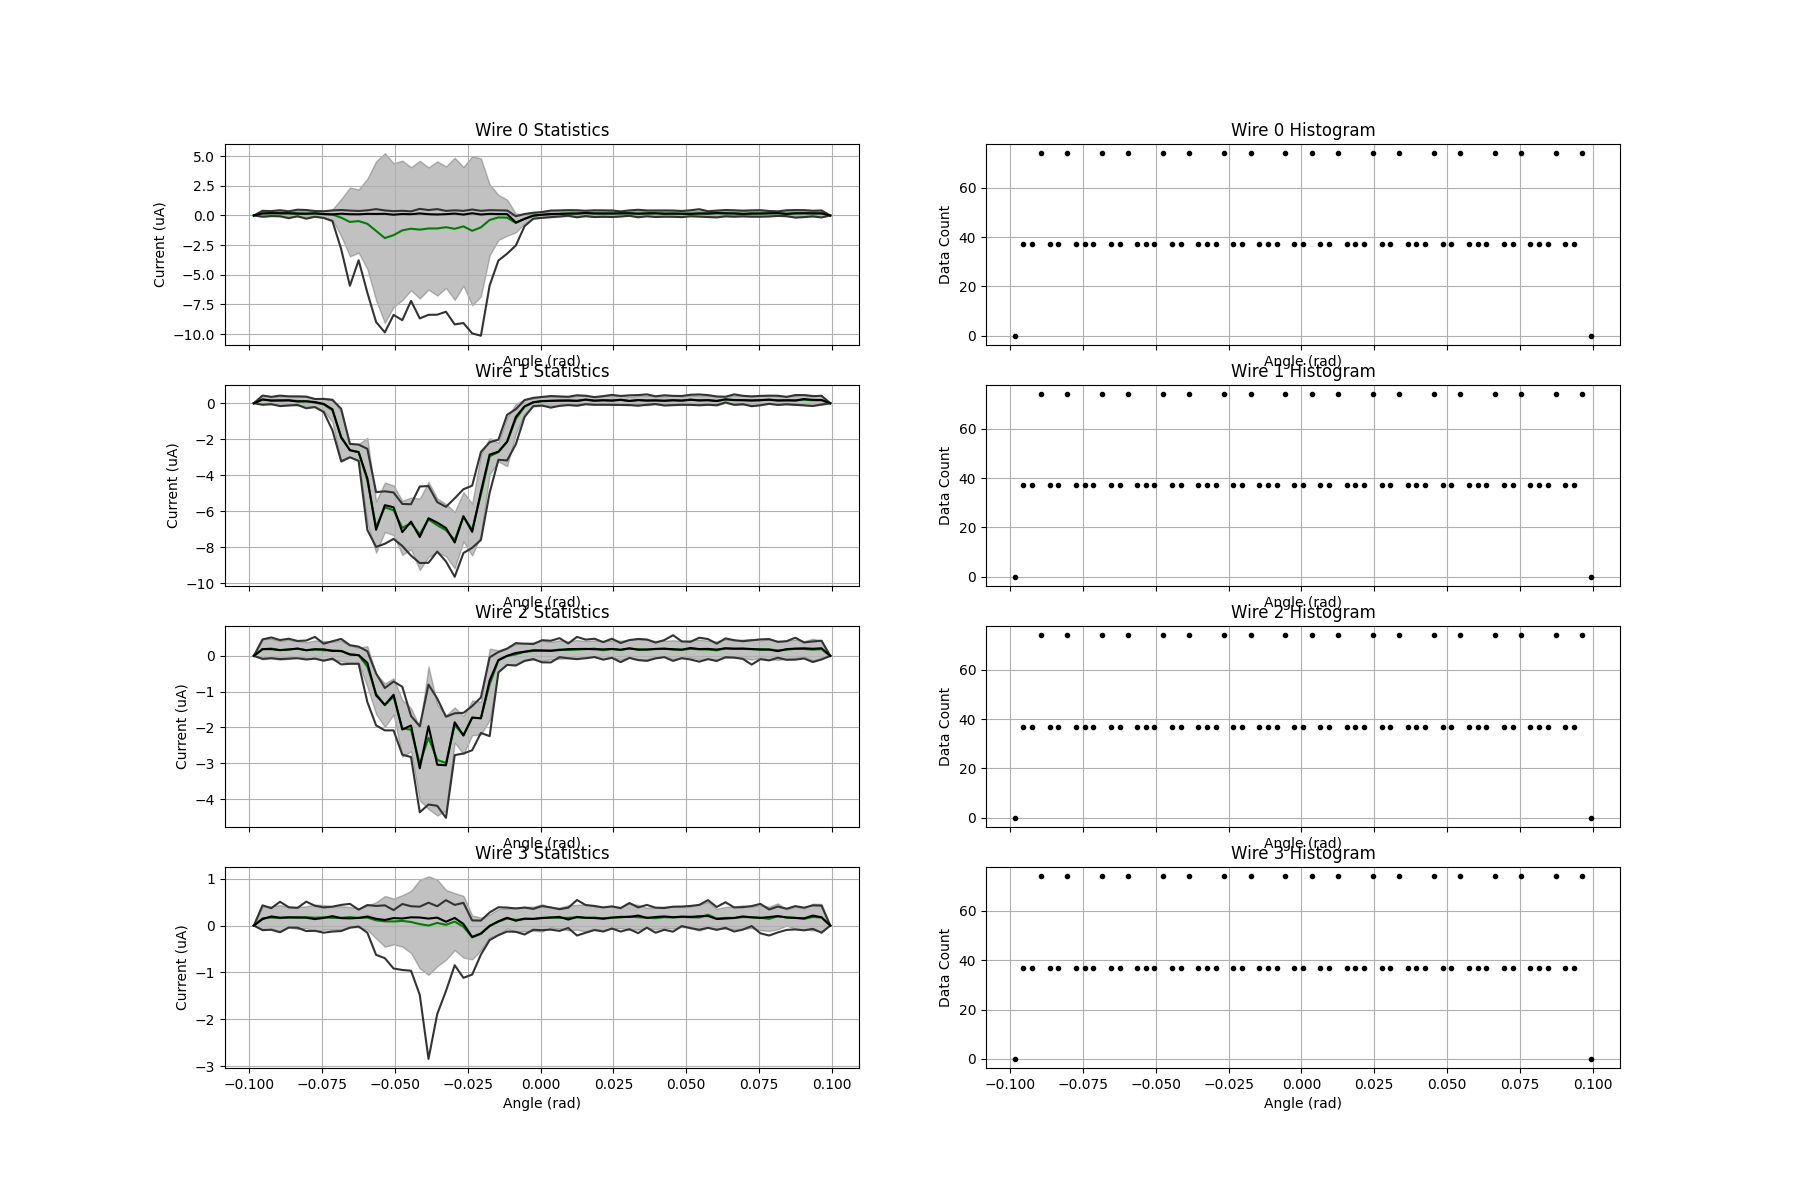 Wire 0 Statistics
Current (uA)
5.0
2.5
0.0
−2.5
−5.0
−7.5
−10.0
Angle (rad)
Wire 0 Histogram
Data Count
60
40
20
0
Angle (rad)
Wire 1 Statistics
Current (uA)
0
−2
−4
−6
−8
−10
Angle (rad)
Wire 1 Histogram
Data Count
60
40
20
0
Angle (rad)
Wire 2 Statistics
Current (uA)
0
−1
−2
−3
−4
Angle (rad)
Wire 2 Histogram
Data Count
60
40
20
0
Angle (rad)
Wire 3 Statistics
Current (uA)
1
0
−1
−2
−3
−0.100 −0.075 −0.050 −0.025 0.000 0.025 0.050 0.075 0.100
Angle (rad)
Wire 3 Histogram
Data Count
60
40
20
0
−0.100 −0.075 −0.050 −0.025 0.000 0.025 0.050 0.075 0.100
Angle (rad)